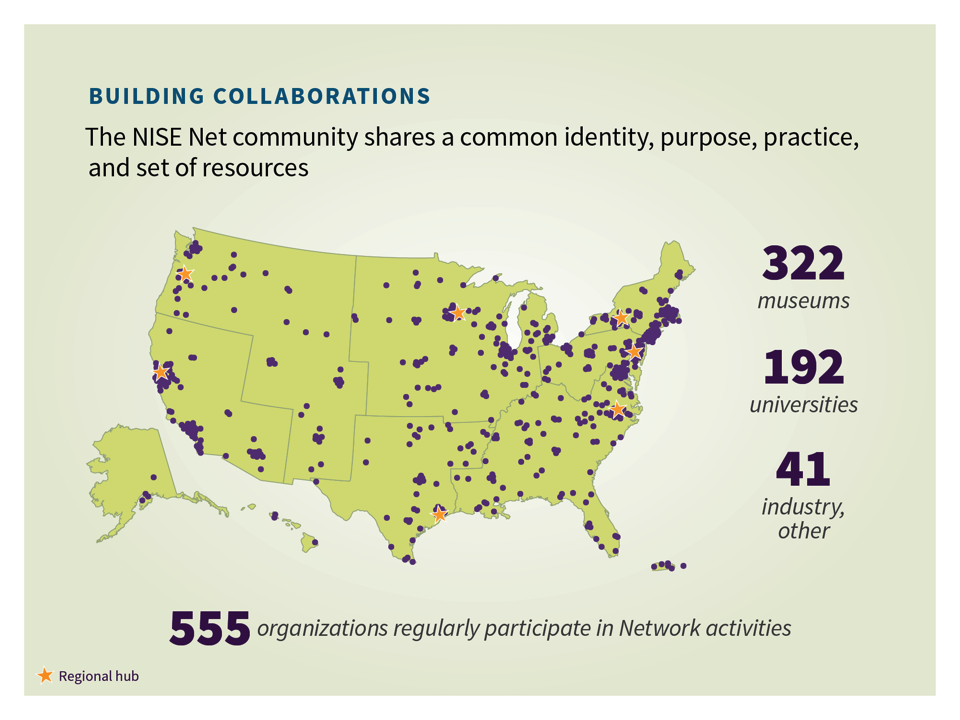 BUILDING COLLABORATIONS
The NISE Net community shares a common identity, purpose, practice,
and set of resources
322
museums
192
universities
41
industry,
other
555 organizations regularly participate in Network activities
Regional hub